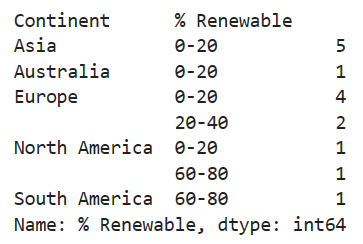 Continent      % Renewable
Asia           0-20           5
Australia      0-20           1
Europe         0-20           4
               20-40          2
North America  0-20           1
               60-80          1
South America  60-80          1
Name: % Renewable, dtype: int64